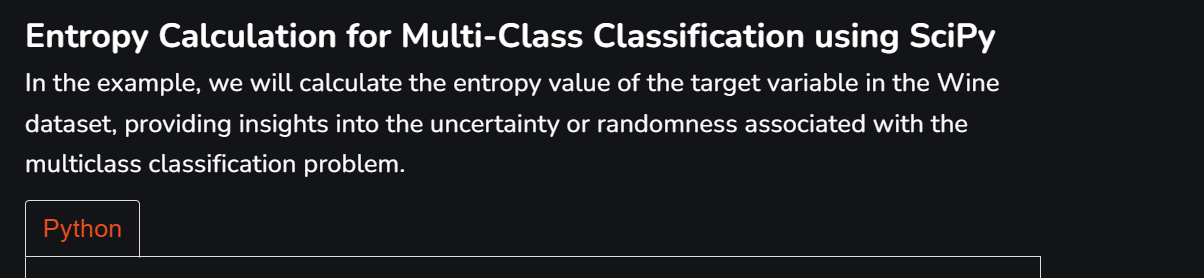 Entropy Calculation for Multi-Class Classification using SciPy
In the example, we will calculate the entropy value of the target variable in the Wine
dataset, providing insights into the uncertainty or randomness associated with the
multiclass classification problem.
Python